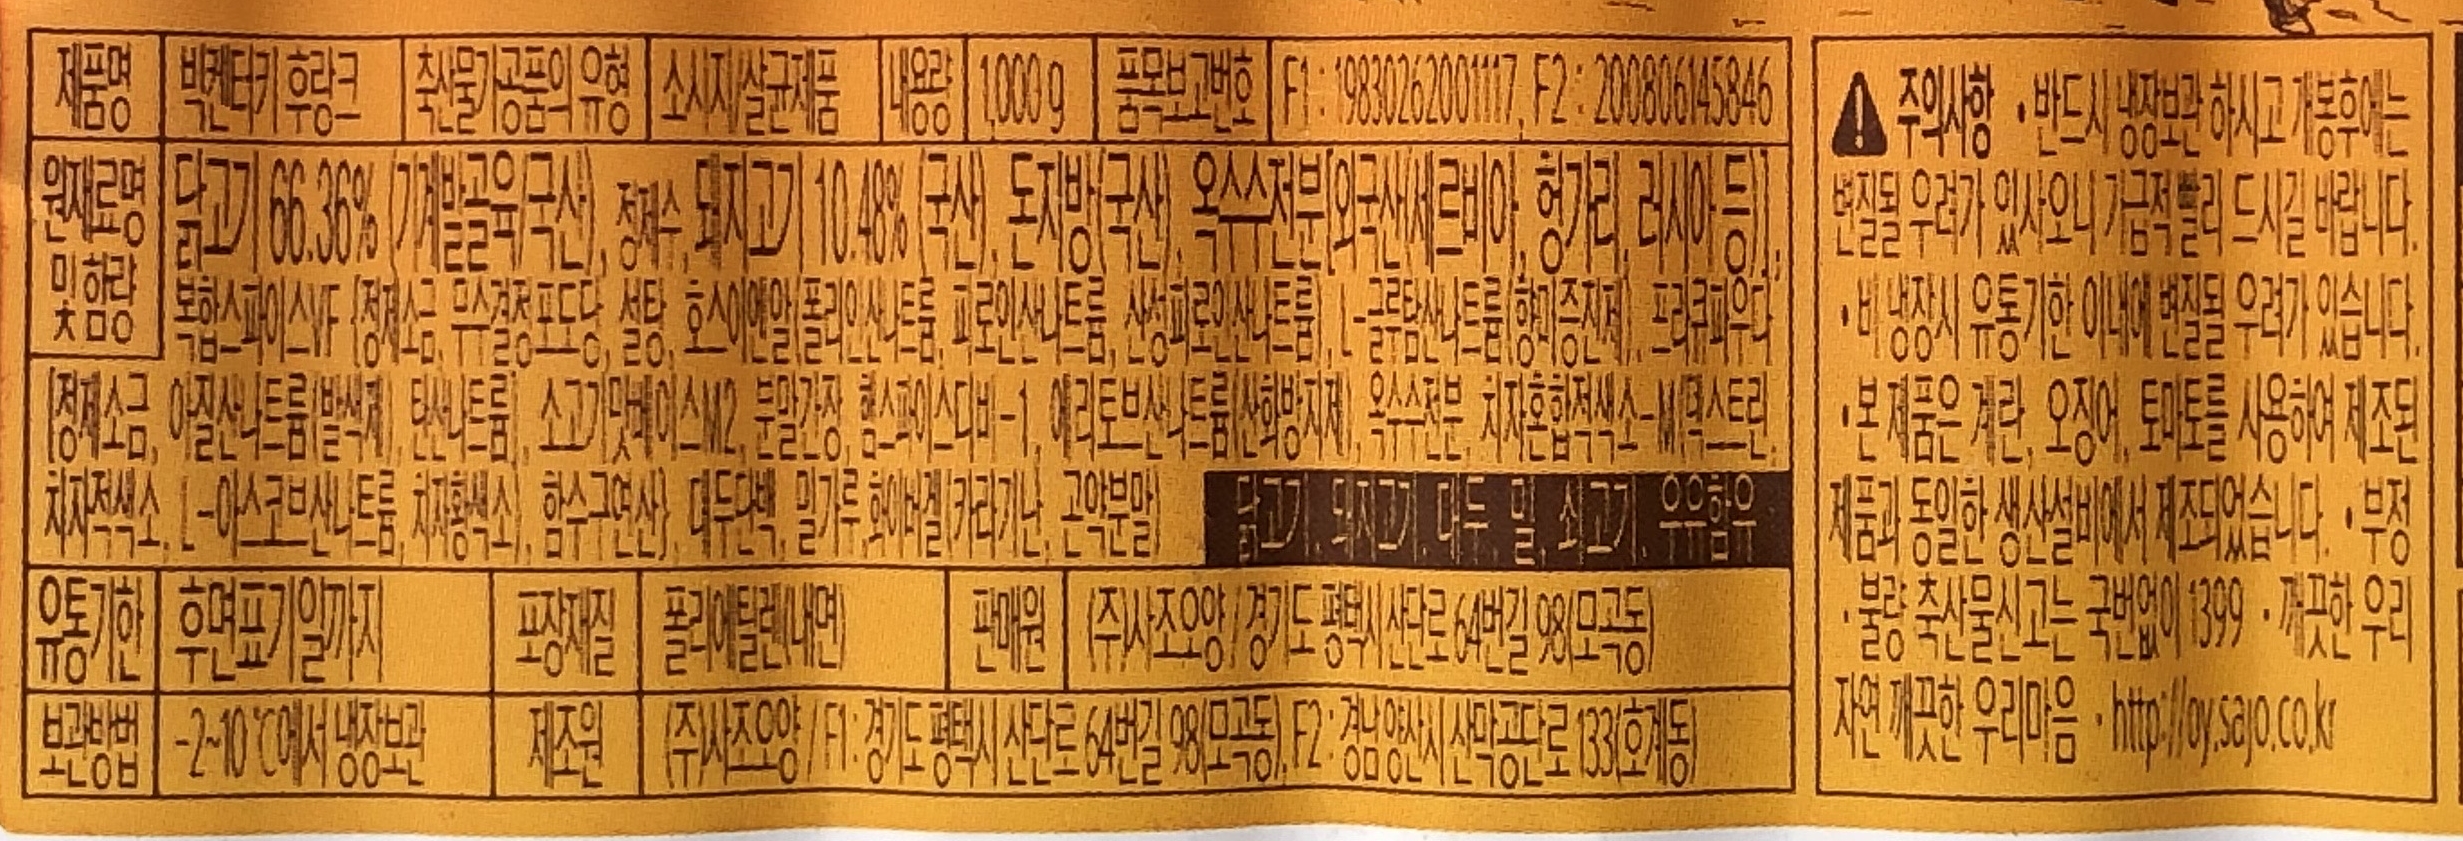 제품명 빅켄터키 후랑크 축산물가공품의 유형 소시지/살균제품 내용량 1,000 g 품목보고번호 F1 : 19830262001117, F2 : 200806145846
원재료명 및 함량
닭고기 66.36% (기계발골육/국산), 정제수, 돼지고기 10.48% (국산), 돈지방(국산), 옥수수전분[외국산(세르비아, 헝가리, 러시아 등)],
복합스파이스VF {정제소금, 무수결정포도당, 설탕, 호스이엔알(폴리인산나트륨, 피로인산나트륨, 산성피로인산나트륨), L-글루탐산나트륨(향미증진제), 프라큐파우다
[정제소금, 아질산나트륨(발색제), 탄산나트륨], 소고기맛베이스M2, 분말간장, 햄스파이스디비-1, 에리토브산나트륨(산화방지제), 옥수수전분, 치자혼합적색소-M(덱스트린,
치자적색소, L-아스코브산나트륨, 치자황색소), 함수구연산}, 대두단백, 밀가루, 화이버겔(카라기난, 곤약분말)
닭고기, 돼지고기, 대두, 밀, 쇠고기, 우유함유
유통기한 후면표기일까지 포장재질 폴리에틸렌(내면) 판매원 (주)사조오양 / 경기도 평택시 산단로 64번길 98(모곡동)
보관방법 -2~10℃에서 냉장보관 제조원 (주)사조오양 / F1 : 경기도 평택시 산단로 64번길 98(모곡동), F2 : 경남 양산시 산막공단로 133(호계동)
주의사항 • 반드시 냉장보관 하시고 개봉후에는
변질될 우려가 있사오니 가급적 빨리 드시길 바랍니다.
• 비 냉장시 유통기한 이내에 변질될 우려가 있습니다.
• 본 제품은 계란, 오징어, 토마토를 사용하여 제조된
제품과 동일한 생산설비에서 제조되었습니다. • 부정
· 불량 축산물신고는 국번없이 1399 • 깨끗한 우리
자연 깨끗한 우리마음 • http://oy.sajo.co.kr